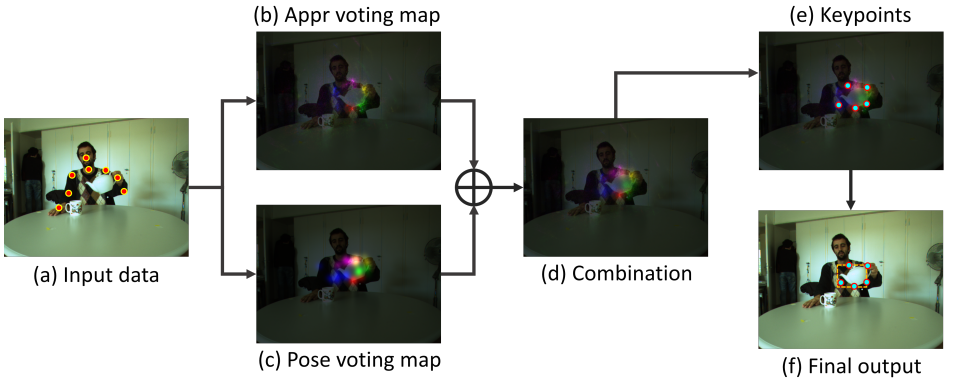 (b) Appr voting map
(e) Keypoints
(a) Input data
(d) Combination
(c) Pose voting map
(f) Final output